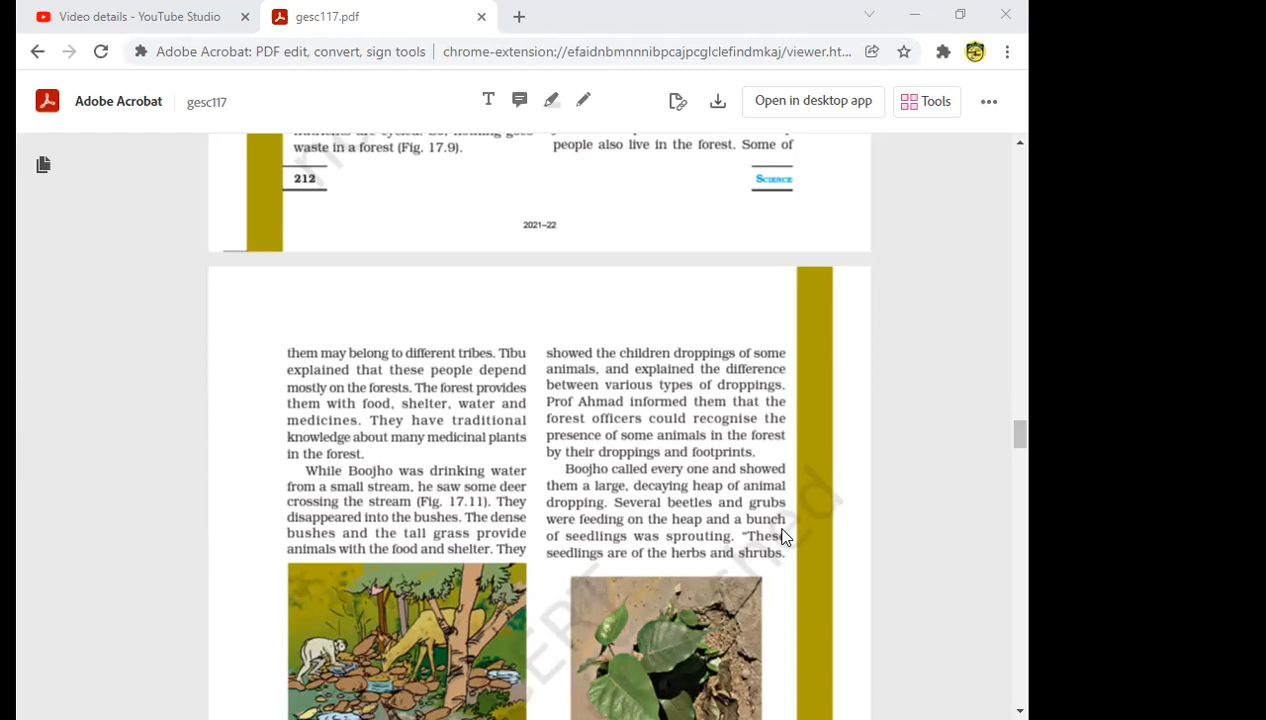 Video details - YouTube Studio
gesc117.pdf
Adobe Acrobat: PDF edit, convert, sign tools
chrome-extension://efaidnbmnnnibpcajpcglclefindmkaj/viewer.ht...
Adobe Acrobat
gesc117
Open in desktop app
Tools
nutrients are cycled. So, nothing goes
waste in a forest (Fig. 17.9).
212
people also live in the forest. Some of
SCIENCE
2021–22
them may belong to different tribes. Tibu
explained that these people depend
mostly on the forests. The forest provides
them with food, shelter, water and
medicines. They have traditional
knowledge about many medicinal plants
in the forest.
While Boojho was drinking water
from a small stream, he saw some deer
crossing the stream (Fig. 17.11). They
disappeared into the bushes. The dense
bushes and the tall grass provide
animals with the food and shelter. They
showed the children droppings of some
animals, and explained the difference
between various types of droppings.
Prof Ahmad informed them that the
forest officers could recognise the
presence of some animals in the forest
by their droppings and footprints.
Boojho called every one and showed
them a large, decaying heap of animal
dropping. Several beetles and grubs
were feeding on the heap and a bunch
of seedlings was sprouting. “These
seedlings are of the herbs and shrubs.